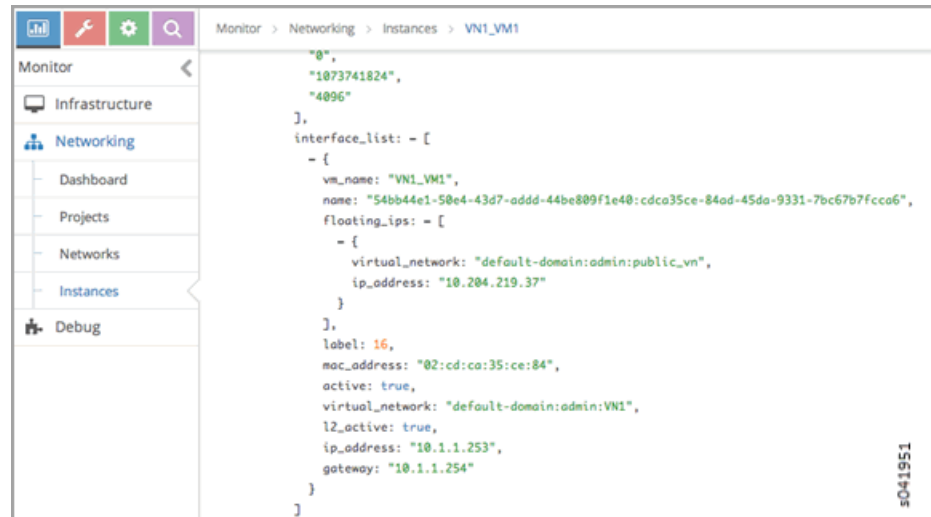 Monitor > Networking > Instances > VN1_VM1
Monitor
Infrastructure
Networking
Dashboard
Projects
Networks
Instances
Debug
"0",
"1073741824",
"4096"
],
interface_list: - [
- {
vm_name: "VN1_VM1",
name: "54bb44e1-50e4-43d7-addd-44be809f1e40:cdca35ce-84ad-45da-9331-7bc67b7fcca6",
floating_ips: - [
- {
virtual_network: "default-domain:admin:public_vn",
ip_address: "10.204.219.37"
}
],
label: 16,
mac_address: "02:cd:ca:35:ce:84",
active: true,
virtual_network: "default-domain:admin:VN1",
l2_active: true,
ip_address: "10.1.1.253",
gateway: "10.1.1.254"
}
]
s041951